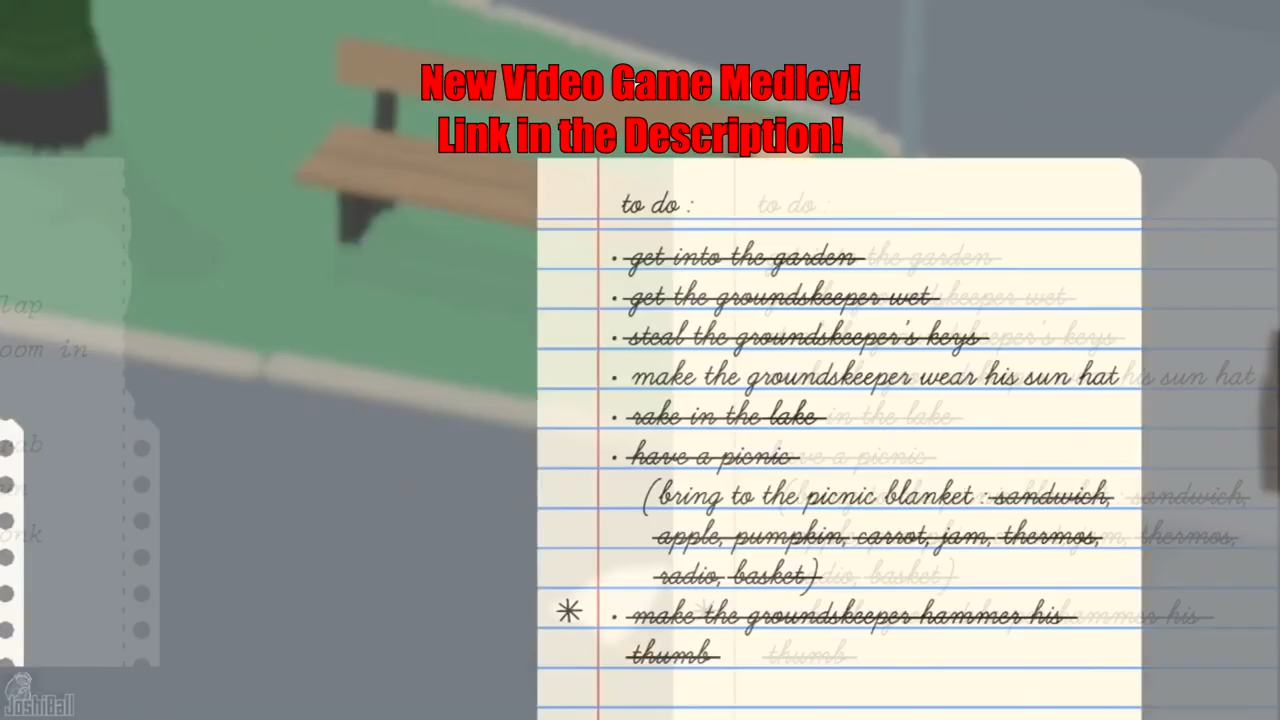 New Video Game Medley!
Link in the Description!
to do :
• get into the garden
• get the groundskeeper wet
• steal the groundskeeper's keys
• make the groundskeeper wear his sun hat
• rake in the lake
• have a picnic
(bring to the picnic blanket : sandwich,
apple, pumpkin, carrot, jam, thermos,
radio, basket)
• make the groundskeeper hammer his
thumb
JoshiBall